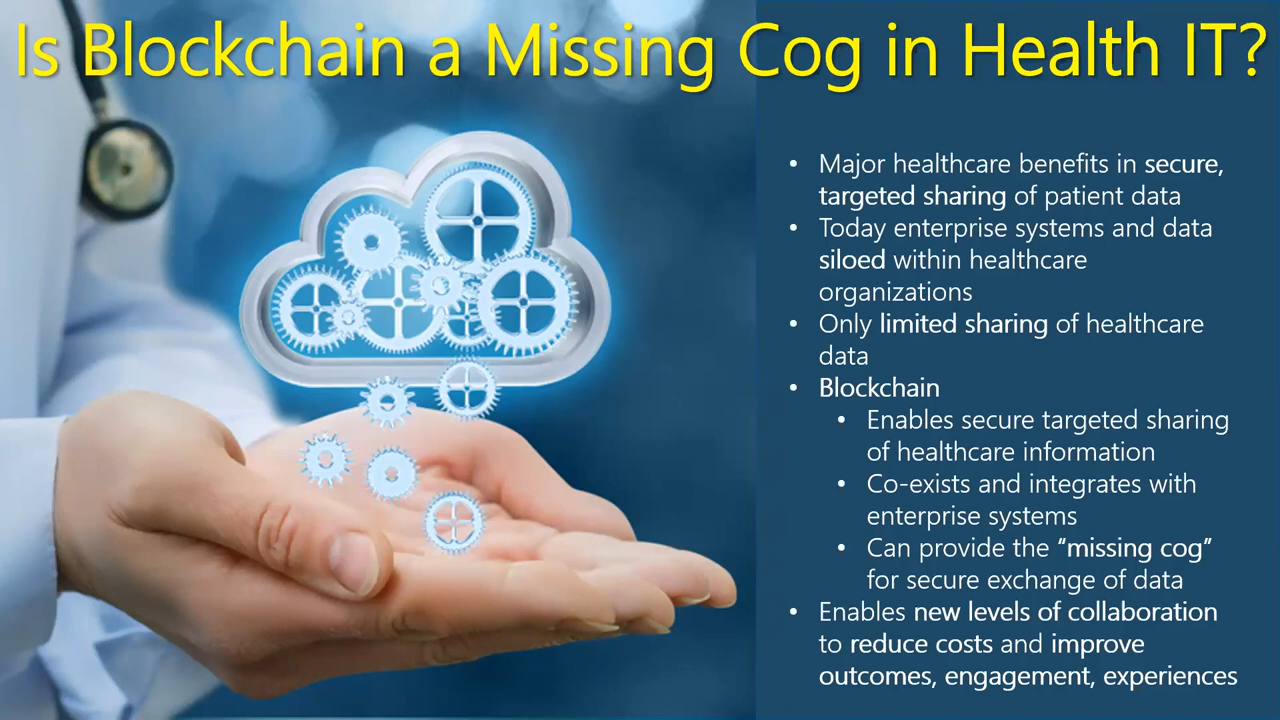 Is Blockchain a Missing Cog in Health IT?
• Major healthcare benefits in secure,
targeted sharing of patient data
• Today enterprise systems and data
siloed within healthcare
organizations
• Only limited sharing of healthcare
data
• Blockchain
• Enables secure targeted sharing
of healthcare information
• Co-exists and integrates with
enterprise systems
• Can provide the “missing cog”
for secure exchange of data
• Enables new levels of collaboration
to reduce costs and improve
outcomes, engagement, experiences